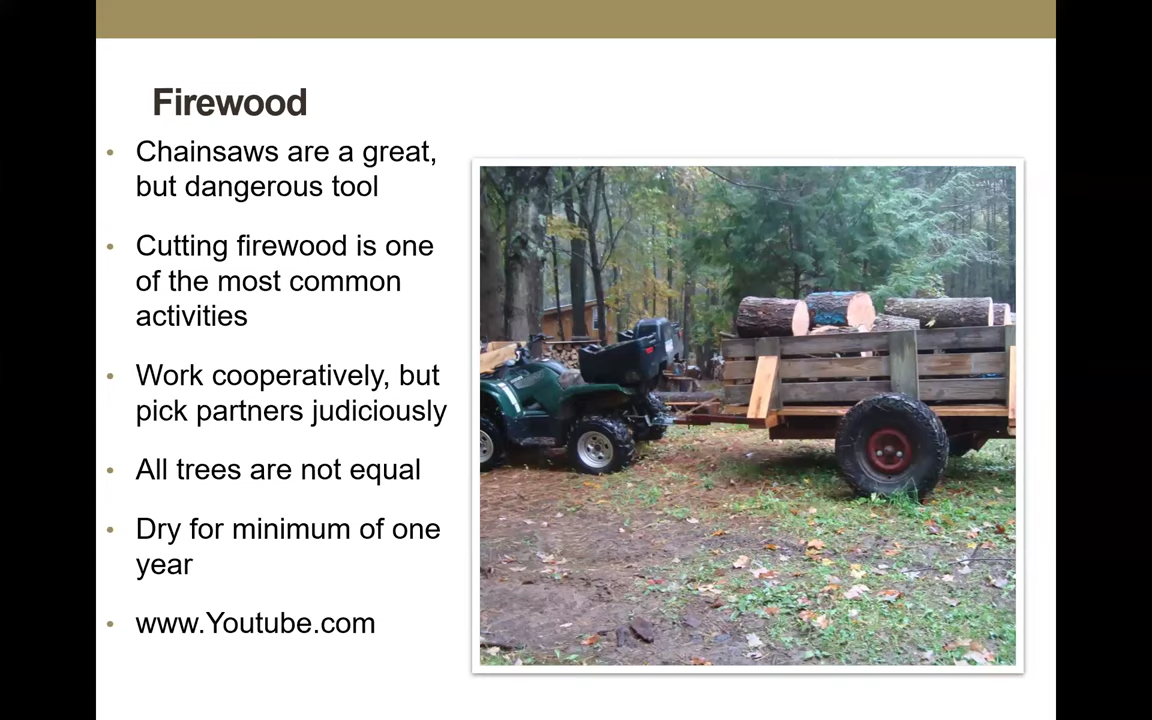 Firewood
• Chainsaws are a great,
but dangerous tool
• Cutting firewood is one
of the most common
activities
• Work cooperatively, but
pick partners judiciously
• All trees are not equal
• Dry for minimum of one
year
• www.Youtube.com